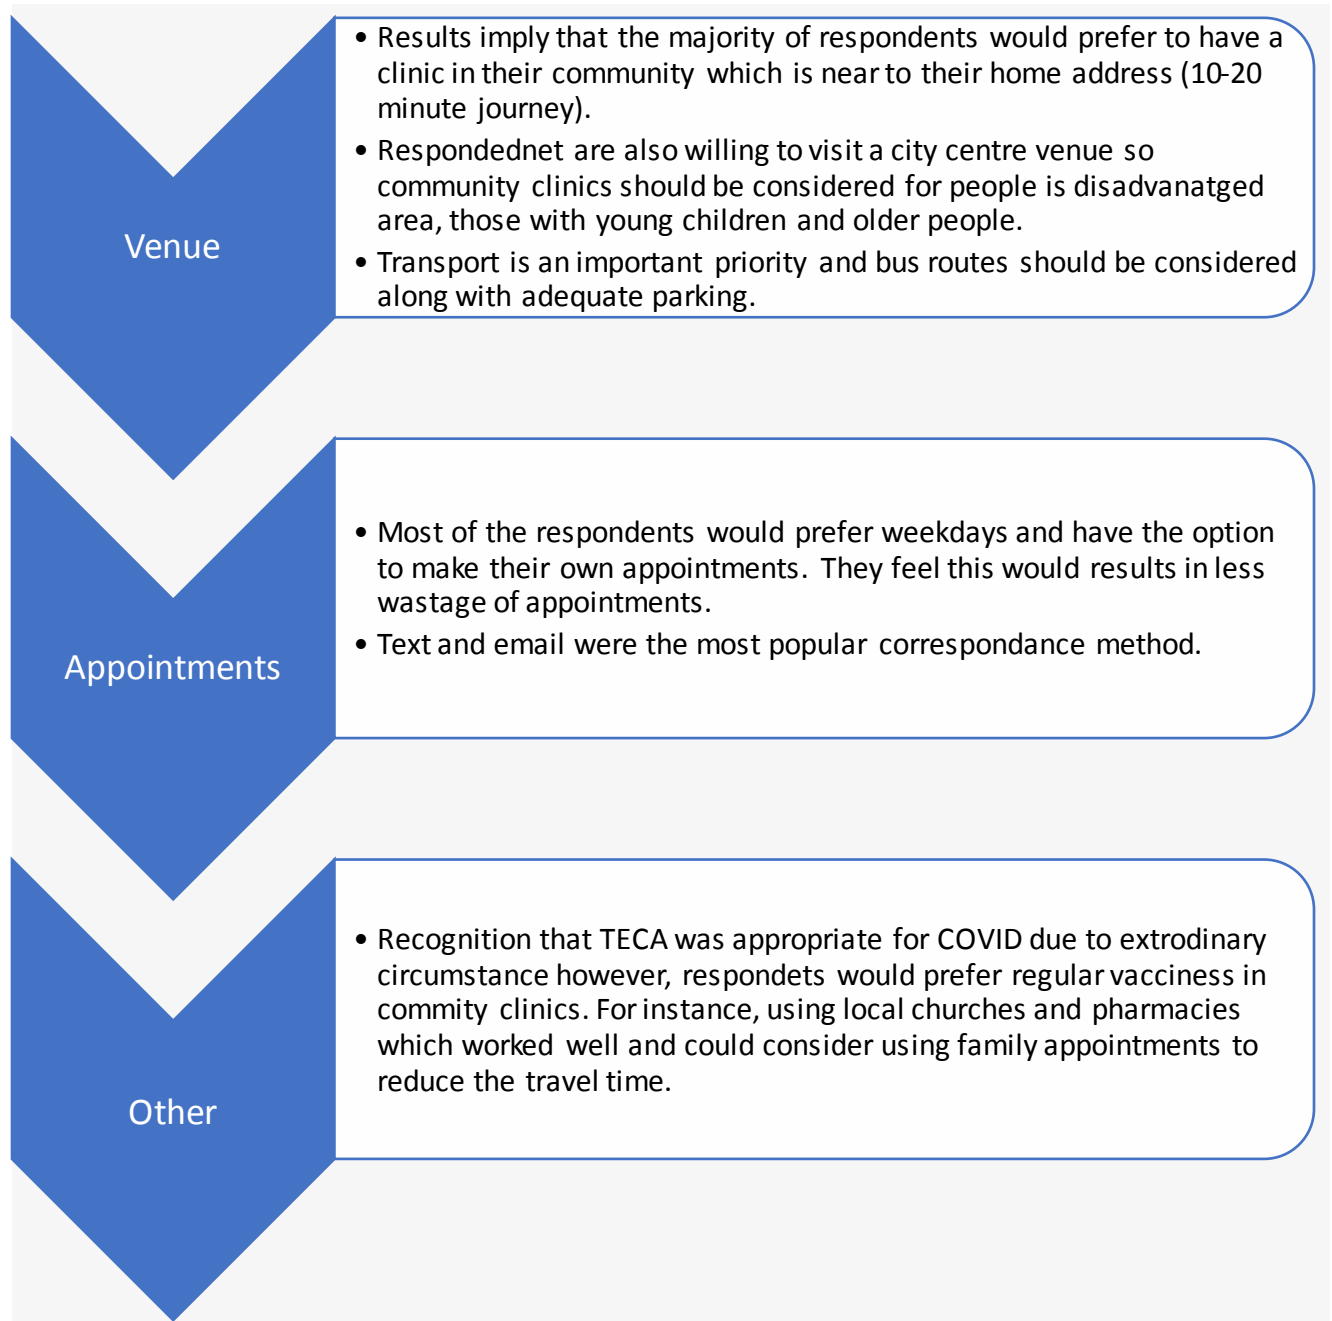 • Results imply that the majority of respondents would prefer to have a
clinic in their community which is near to their home address (10-20
minute journey).
• Respondednet are also willing to visit a city centre venue so
community clinics should be considered for people is disadvanatged
area, those with young children and older people.
• Transport is an important priority and bus routes should be considered
along with adequate parking.
Venue
• Most of the respondents would prefer weekdays and have the option
to make their own appointments. They feel this would results in less
wastage of appointments.
• Text and email were the most popular correspondance method.
Appointments
• Recognition that TECA was appropriate for COVID due to extrodinary
circumstance however, respondets would prefer regular vacciness in
commity clinics. For instance, using local churches and pharmacies
which worked well and could consider using family appointments to
reduce the travel time.
Other